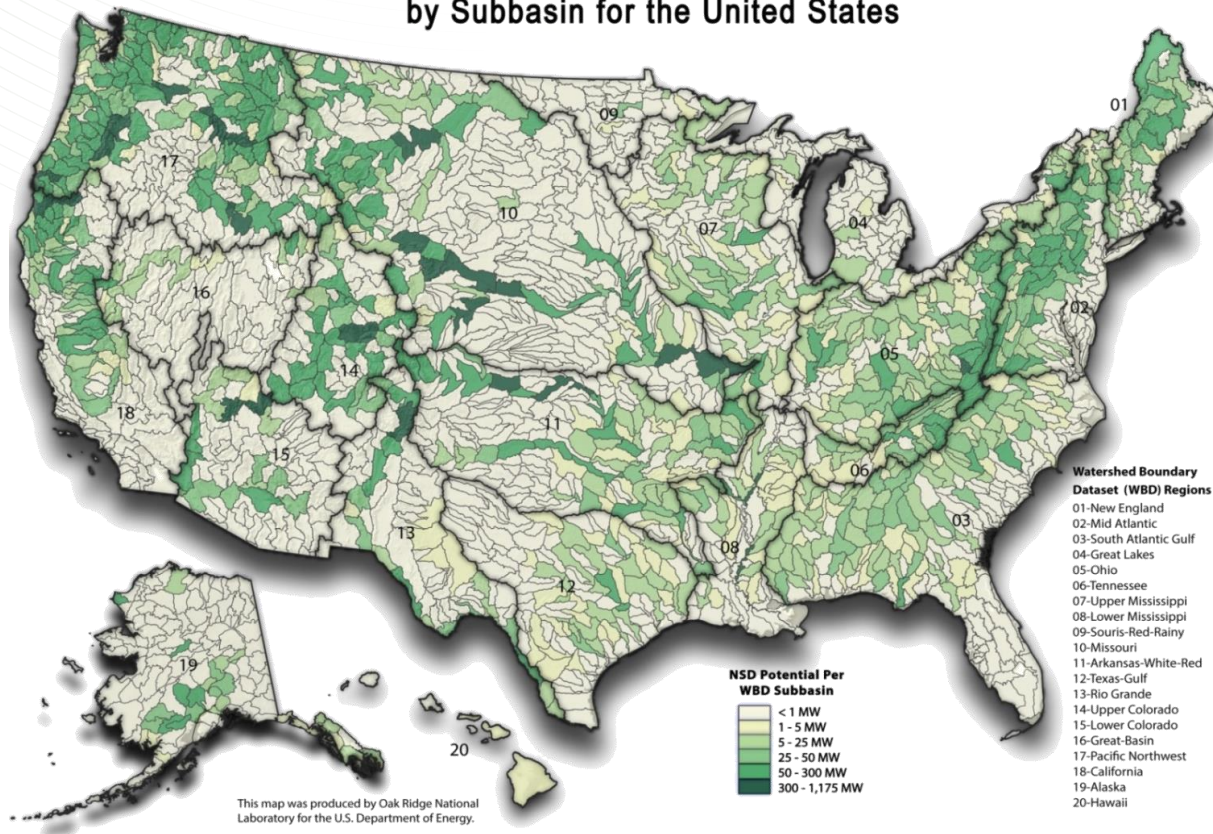 by Subbasin for the United States
01
09
17
10
04
07
16
02
05
14
18
11
15
06
Watershed Boundary
Dataset (WBD) Regions
01-New England
02-Mid Atlantic
03-South Atlantic Gulf
04-Great Lakes
05-Ohio
06-Tennessee
07-Upper Mississippi
08-Lower Mississippi
09-Souris-Red-Rainy
10-Missouri
11-Arkansas-White-Red
12-Texas-Gulf
13-Rio Grande
14-Upper Colorado
15-Lower Colorado
16-Great-Basin
17-Pacific Northwest
18-California
19-Alaska
20-Hawaii
03
13
08
12
19
20
NSD Potential Per
WBD Subbasin
< 1 MW
1 - 5 MW
5 - 25 MW
25 - 50 MW
50 - 300 MW
300 - 1,175 MW
This map was produced by Oak Ridge National
Laboratory for the U.S. Department of Energy.